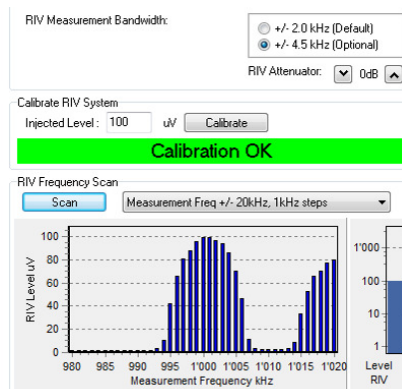 RIV Measurement Bandwidth:
+/- 2.0 kHz (Default)
+/- 4.5 kHz (Optional)
RIV Attenuator: 0dB
Calibrate RIV System
Injected Level: 100 uV Calibrate
Calibration OK
RIV Frequency Scan
Scan Measurement Freq +/- 20kHz, 1kHz steps
100
80
60
40
20
0
RIV Level uV
980 985 990 995 1'000 1'005 1'010 1'015 1'020
Measurement Frequency kHz
1'000
100
10
1
Level
RIV